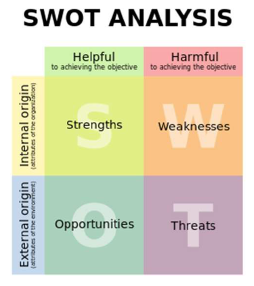 SWOT ANALYSIS
Helpful
to achieving the objective
Harmful
to achieving the objective
Internal origin
(attributes of the organization)
S
Strengths
W
Weaknesses
External origin
(attributes of the environment)
O
Opportunities
T
Threats